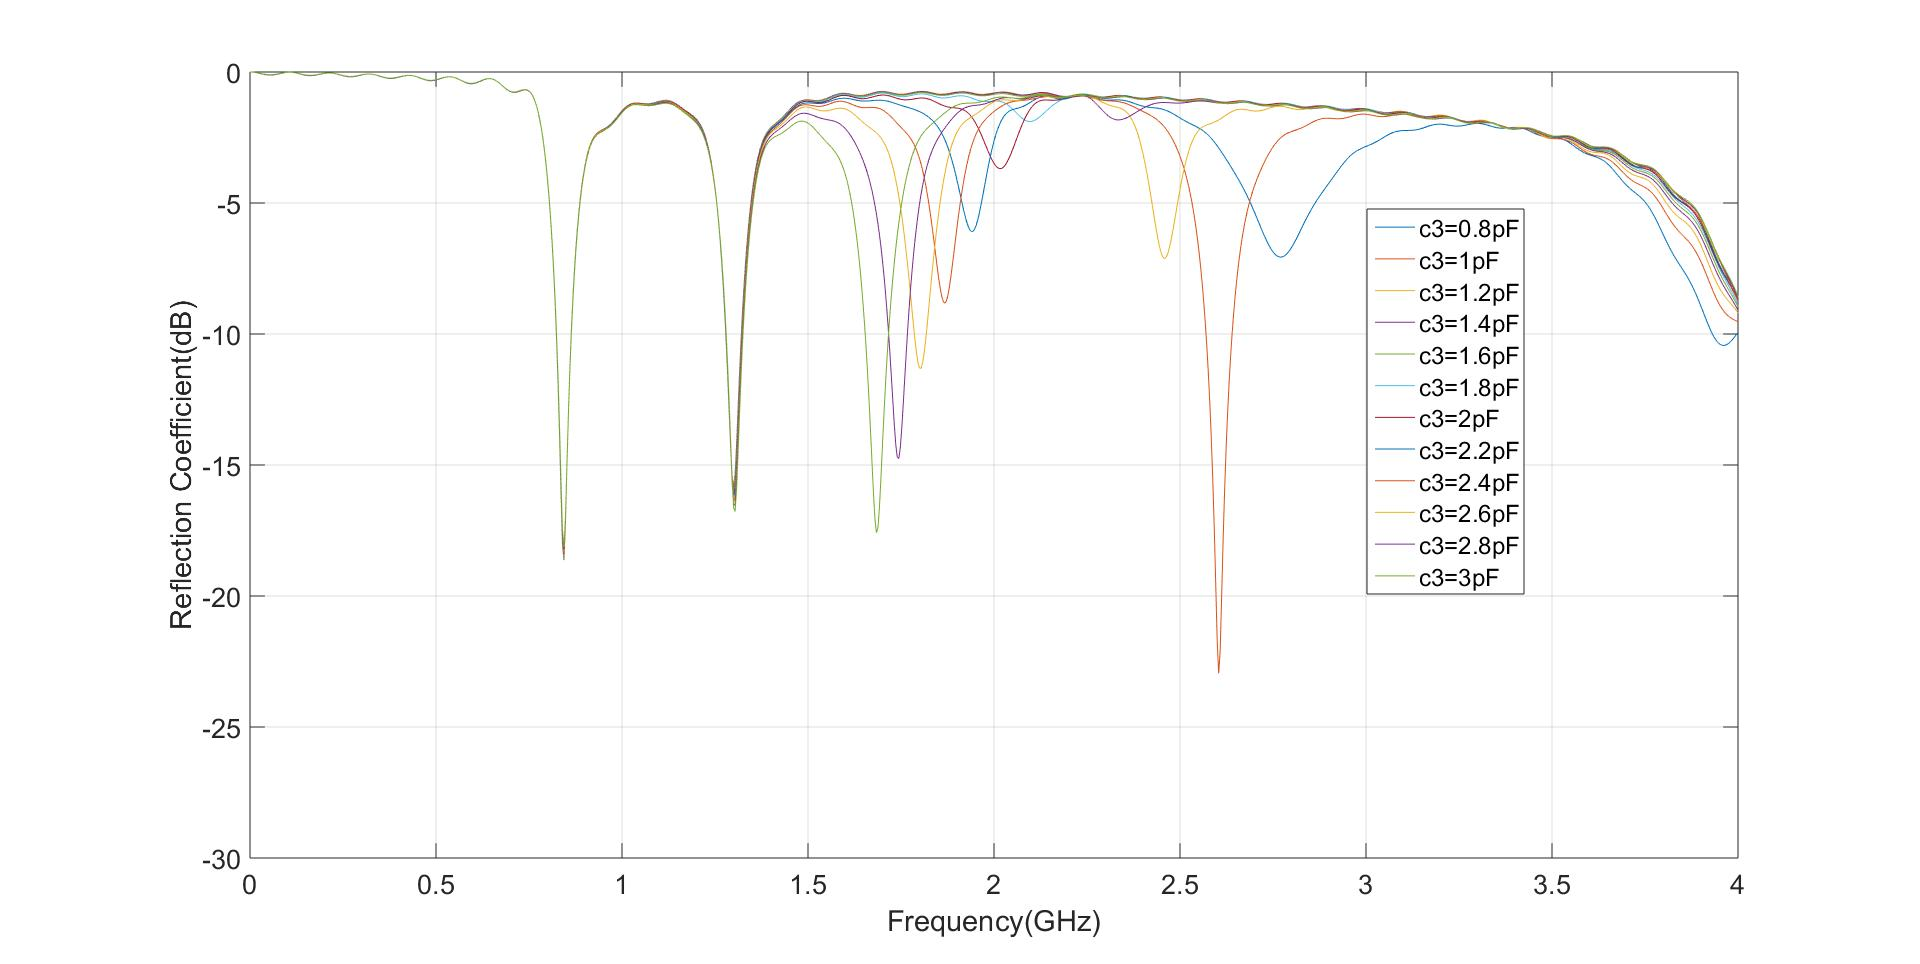 0
-5
-10
-15
-20
-25
-30
Reflection Coefficient(dB)
c3=0.8pF
c3=1pF
c3=1.2pF
c3=1.4pF
c3=1.6pF
c3=1.8pF
c3=2pF
c3=2.2pF
c3=2.4pF
c3=2.6pF
c3=2.8pF
c3=3pF
0 0.5 1 1.5 2 2.5 3 3.5 4
Frequency(GHz)